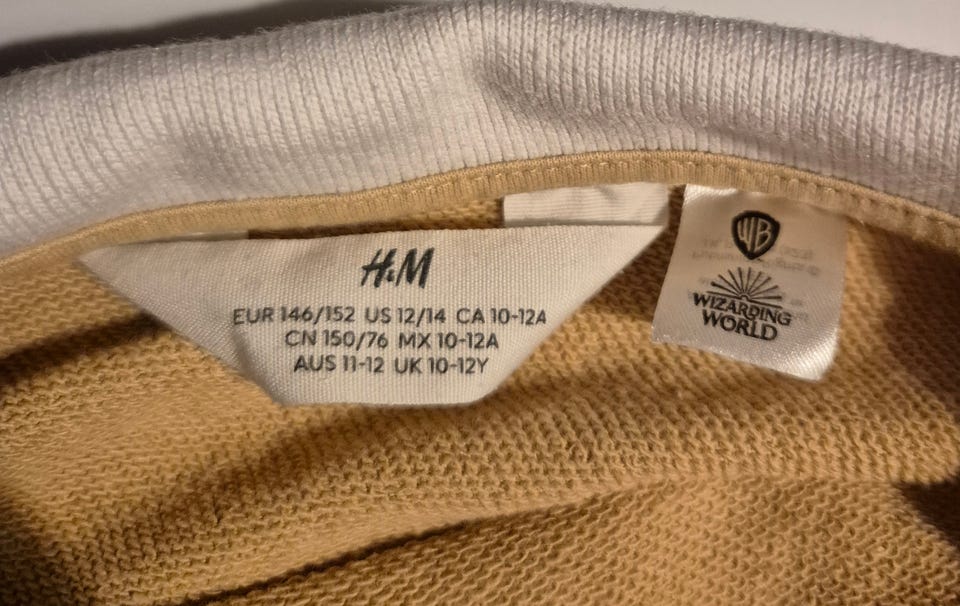 H&M
EUR 146/152 US 12/14 CA 10-12A
CN 150/76 MX 10-12A
AUS 11-12 UK 10-12Y
WB
WIZARDING
WORLD